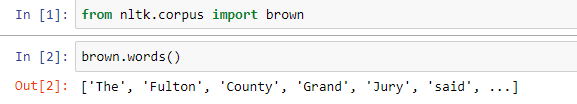 In [1]: from nltk.corpus import brown
In [2]: brown.words()
Out[2]: ['The', 'Fulton', 'County', 'Grand', 'Jury', 'said', ...]